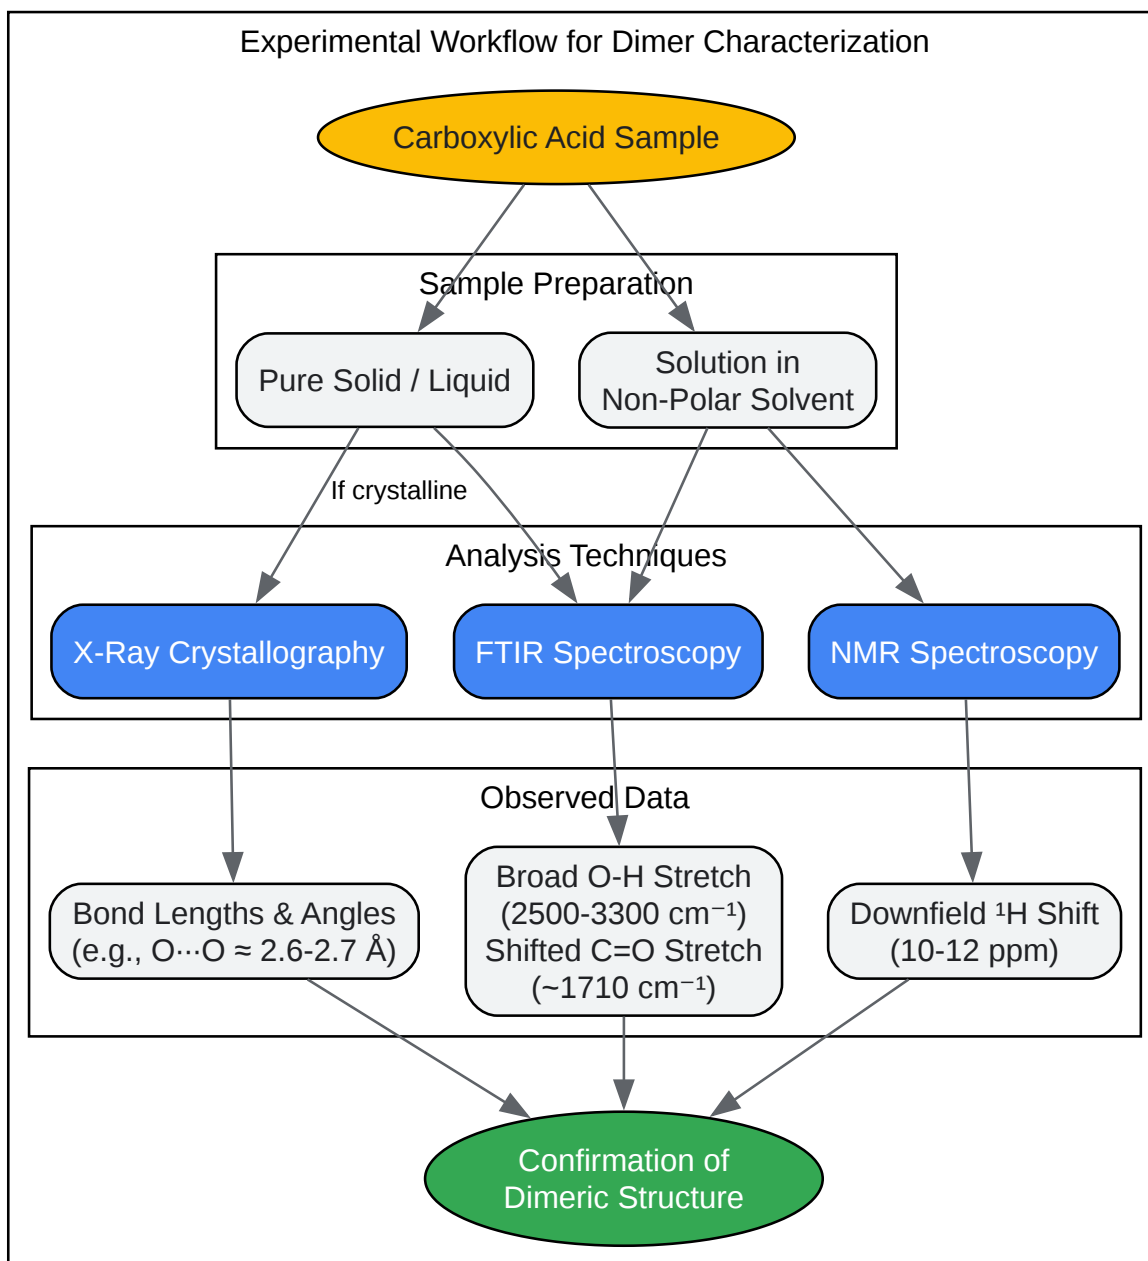 Experimental Workflow for Dimer Characterization
Carboxylic Acid Sample
Sample Preparation
Pure Solid / Liquid
Solution in
Non-Polar Solvent
If crystalline
Analysis Techniques
X-Ray Crystallography
FTIR Spectroscopy
NMR Spectroscopy
Observed Data
Bond Lengths & Angles
(e.g., O···O ≈ 2.6-2.7 Å)
Broad O-H Stretch
(2500-3300 cm⁻¹)
Shifted C=O Stretch
(~1710 cm⁻¹)
Downfield ¹H Shift
(10-12 ppm)
Confirmation of
Dimeric Structure